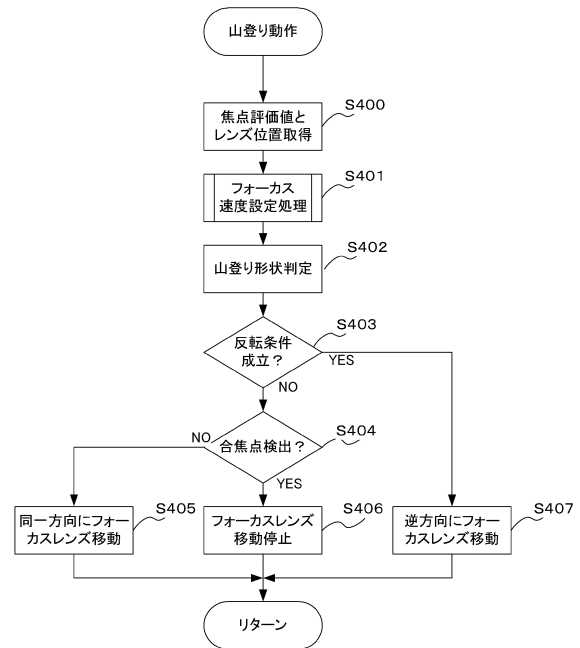 山登り動作
焦点評価値と
レンズ位置取得
S400
フォーカス
速度設定処理
S401
山登り形状判定
S402
反転条件
成立？
S403
YES
NO
合焦点検出？
S404
NO
YES
同一方向にフォー
カスレンズ移動
S405
フォーカスレンズ
移動停止
S406
逆方向にフォー
カスレンズ移動
S407
リターン